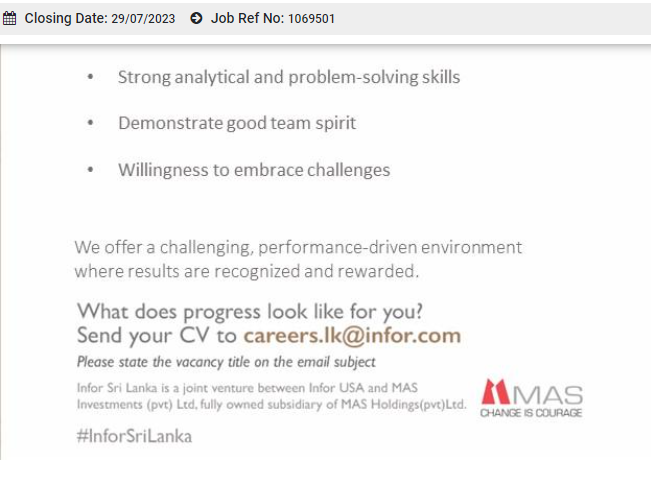 Closing Date: 29/07/2023 Job Ref No: 1069501
• Strong analytical and problem-solving skills
• Demonstrate good team spirit
• Willingness to embrace challenges
We offer a challenging, performance-driven environment
where results are recognized and rewarded.
What does progress look like for you?
Send your CV to careers.lk@infor.com
Please state the vacancy title on the email subject
Infor Sri Lanka is a joint venture between Infor USA and MAS
Investments (pvt) Ltd, fully owned subsidiary of MAS Holdings(pvt)Ltd.
MAS
CHANGE IS COURAGE
#InforSriLanka